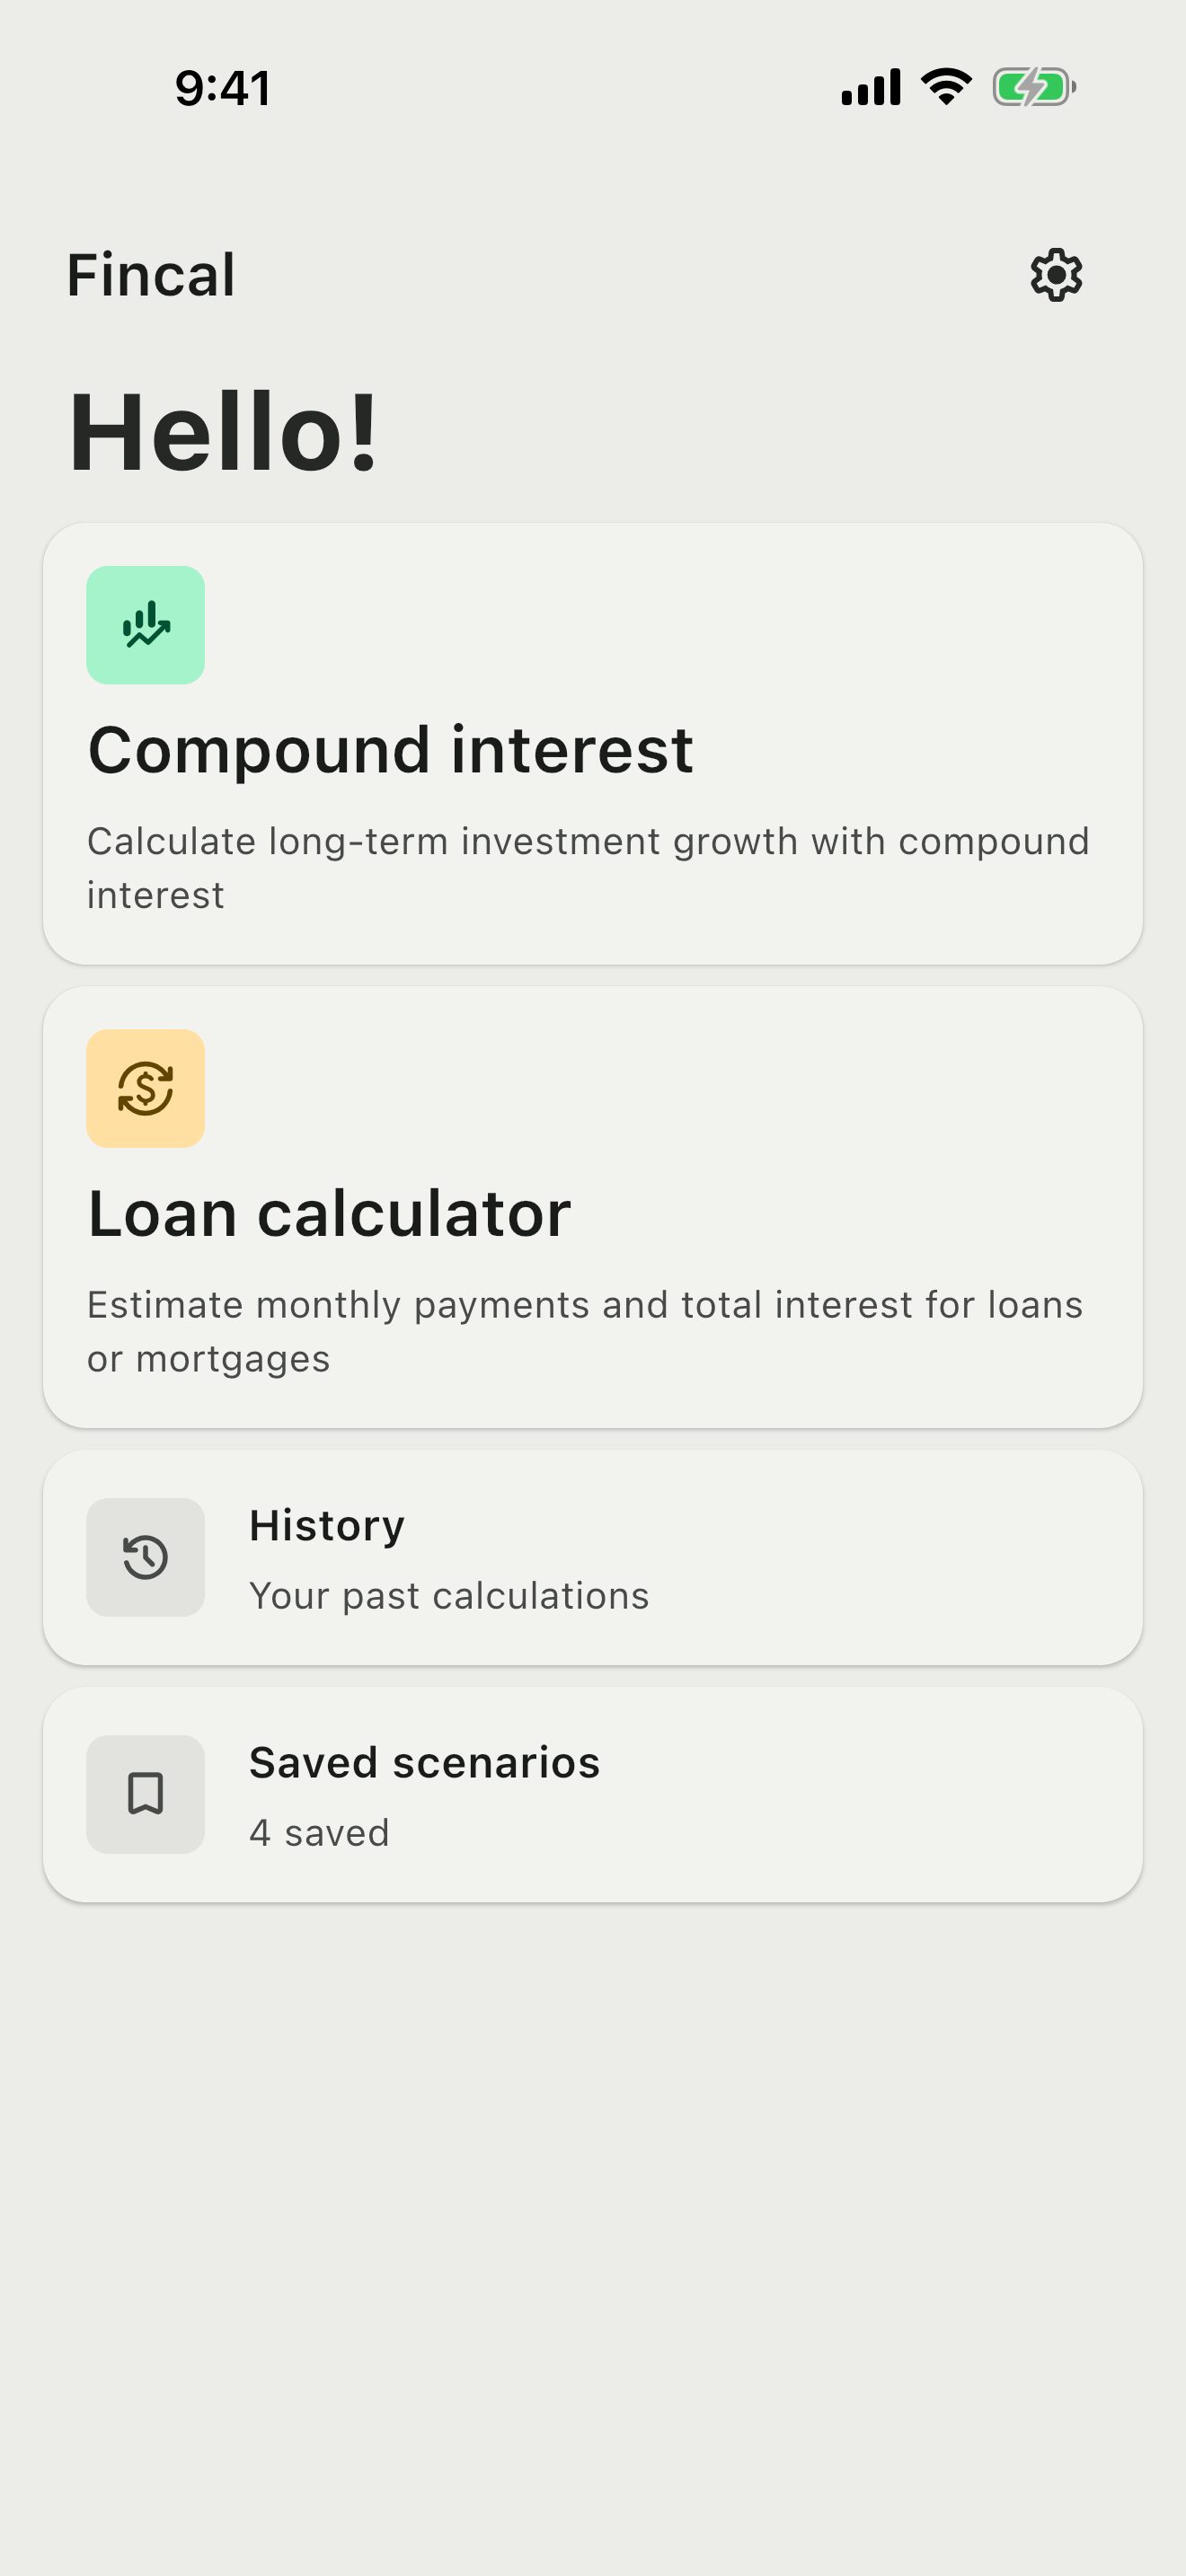 9:41
Fincal
Hello!
Compound interest
Calculate long-term investment growth with compound
interest
$
Loan calculator
Estimate monthly payments and total interest for loans
or mortgages
History
Your past calculations
Saved scenarios
4 saved